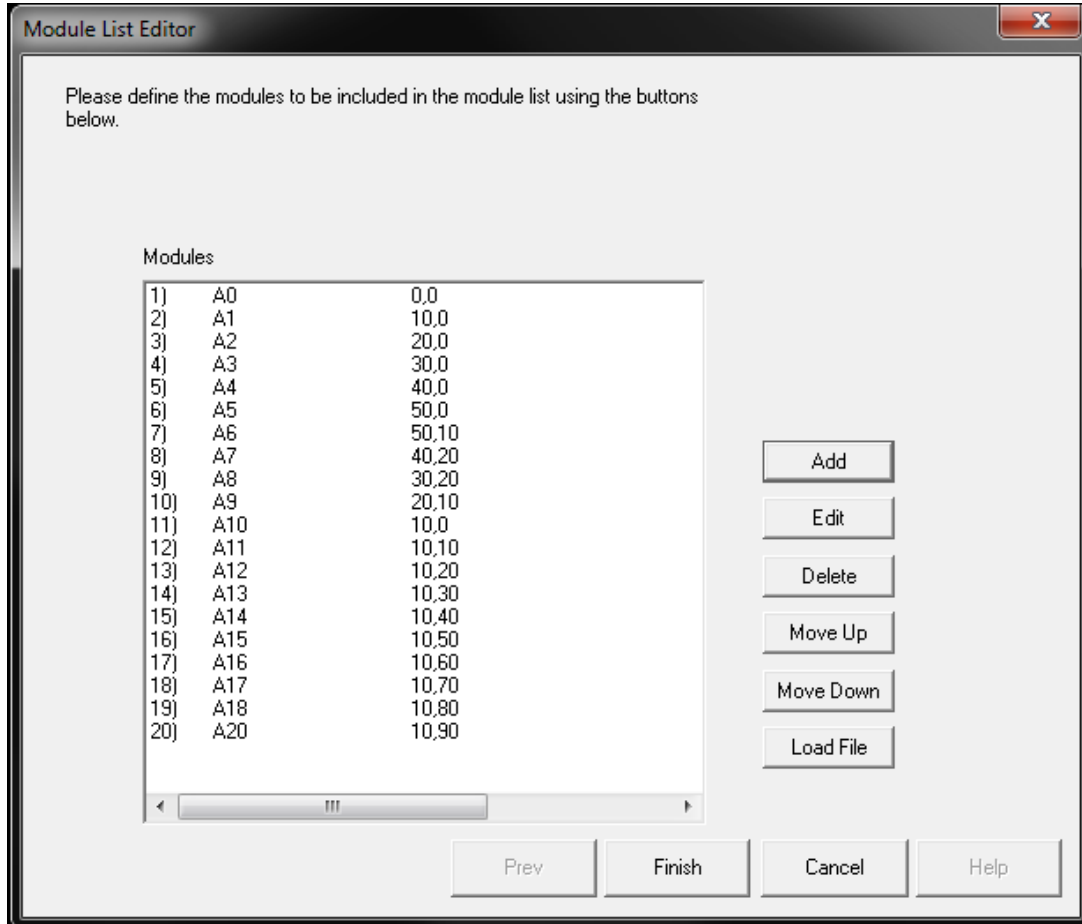 Module List Editor
Please define the modules to be included in the module list using the buttons
below.
Modules
1) A0 0,0
2) A1 10,0
3) A2 20,0
4) A3 30,0
5) A4 40,0
6) A5 50,0
7) A6 50,10
8) A7 40,20
9) A8 30,20
10) A9 20,10
11) A10 10,0
12) A11 10,10
13) A12 10,20
14) A13 10,30
15) A14 10,40
16) A15 10,50
17) A16 10,60
18) A17 10,70
19) A18 10,80
20) A20 10,90
Add
Edit
Delete
Move Up
Move Down
Load File
Prev Finish Cancel Help